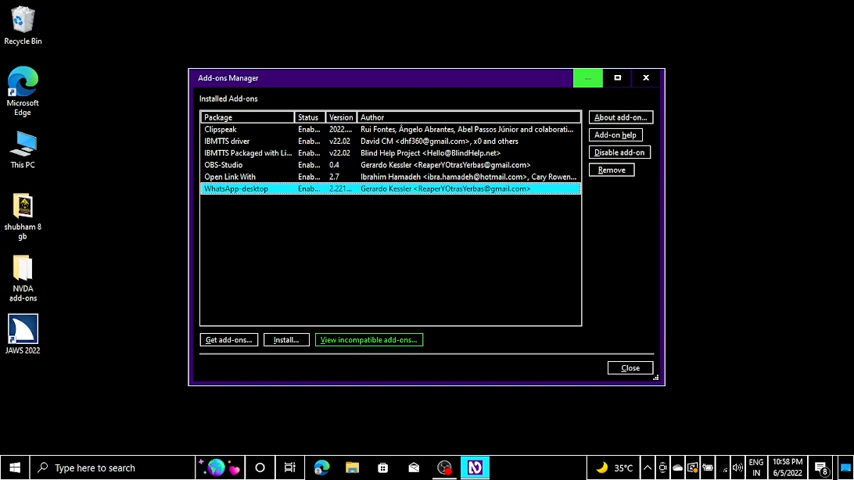 Recycle Bin
Microsoft
Edge
This PC
shubham 8
gb
NVDA
add-ons
JAWS 2022
Add-ons Manager
Installed Add-ons
Package Status Version Author
Clipspeak Enab... 2022.... Rui Fontes, Ângelo Abrantes, Abel Passos Júnior and colaborati...
IBMTTS driver Enab... v22.02 David CM <dhf360@gmail.com>, x0 and others
IBMTTS Packaged with Li... Enab... v22.02 Blind Help Project <Hello@BlindHelp.net>
OBS-Studio Enab... 0.4 Gerardo Kessler <ReaperYOtrasYerbas@gmail.com>
Open Link With Enab... 2.7 Ibrahim Hamadeh <ibra.hamadeh@hotmail.com>, Cary Rowen...
WhatsApp-desktop Enab... 2.221... Gerardo Kessler <ReaperYOtrasYerbas@gmail.com>
About add-on...
Add-on help
Disable add-on
Remove
Get add-ons... Install... View incompatible add-ons...
Close
Type here to search
35°C
ENG
IN
10:58 PM
6/5/2022
8